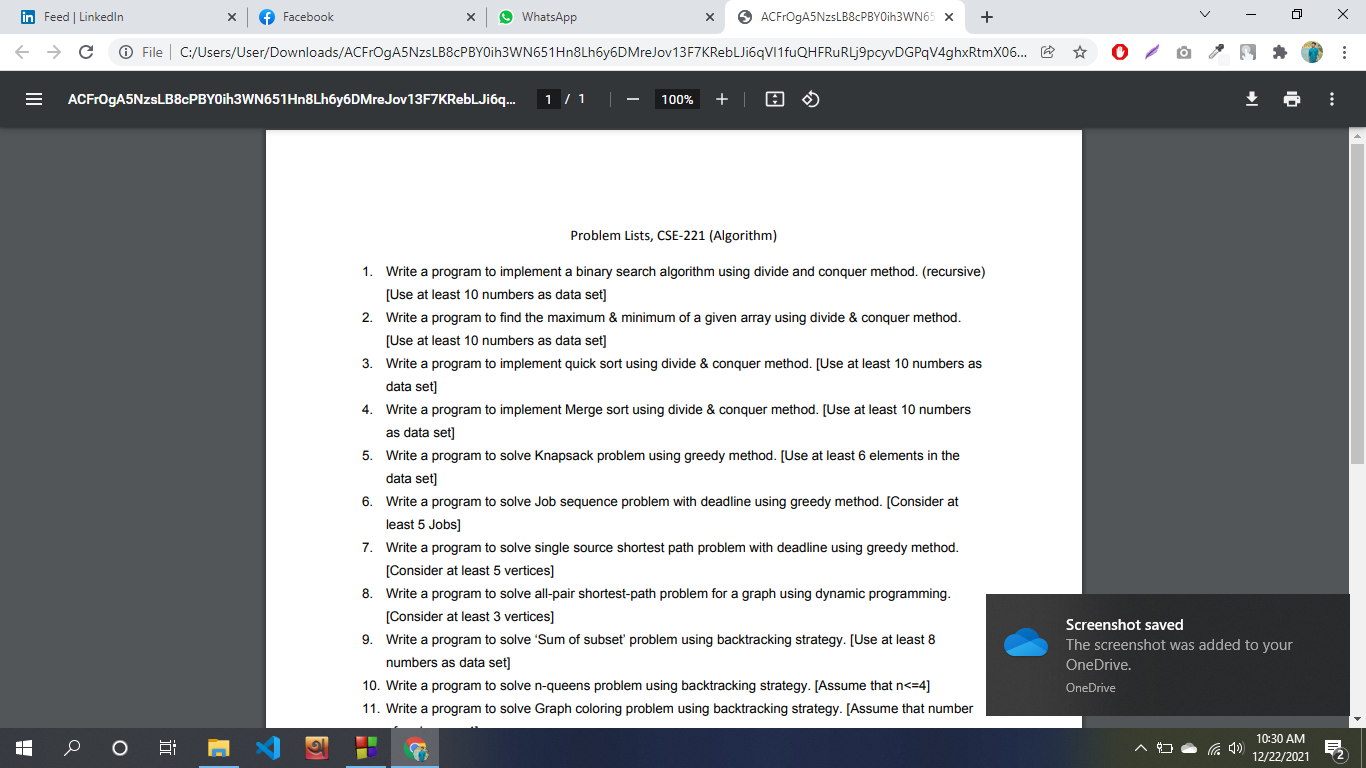 Feed | LinkedIn
Facebook
WhatsApp
ACFrOgA5NzsLB8cPBY0ih3WN65
File
C:/Users/User/Downloads/ACFrOgA5NzsLB8cPBY0ih3WN651Hn8Lh6y6DMreJov13F7KRebLJi6qVI1fuQHFRuRLj9pcyvDGPqV4ghxRtmX06...
ACFrOgA5NzsLB8cPBY0ih3WN651Hn8Lh6y6DMreJov13F7KRebLJi6q...
1 / 1
100%
Problem Lists, CSE-221 (Algorithm)
1. Write a program to implement a binary search algorithm using divide and conquer method. (recursive)
[Use at least 10 numbers as data set]
2. Write a program to find the maximum & minimum of a given array using divide & conquer method.
[Use at least 10 numbers as data set]
3. Write a program to implement quick sort using divide & conquer method. [Use at least 10 numbers as
data set]
4. Write a program to implement Merge sort using divide & conquer method. [Use at least 10 numbers
as data set]
5. Write a program to solve Knapsack problem using greedy method. [Use at least 6 elements in the
data set]
6. Write a program to solve Job sequence problem with deadline using greedy method. [Consider at
least 5 Jobs]
7. Write a program to solve single source shortest path problem with deadline using greedy method.
[Consider at least 5 vertices]
8. Write a program to solve all-pair shortest-path problem for a graph using dynamic programming.
[Consider at least 3 vertices]
9. Write a program to solve ‘Sum of subset’ problem using backtracking strategy. [Use at least 8
numbers as data set]
10. Write a program to solve n-queens problem using backtracking strategy. [Assume that n<=4]
11. Write a program to solve Graph coloring problem using backtracking strategy. [Assume that number
Screenshot saved
The screenshot was added to your
OneDrive.
OneDrive
10:30 AM
12/22/2021
2